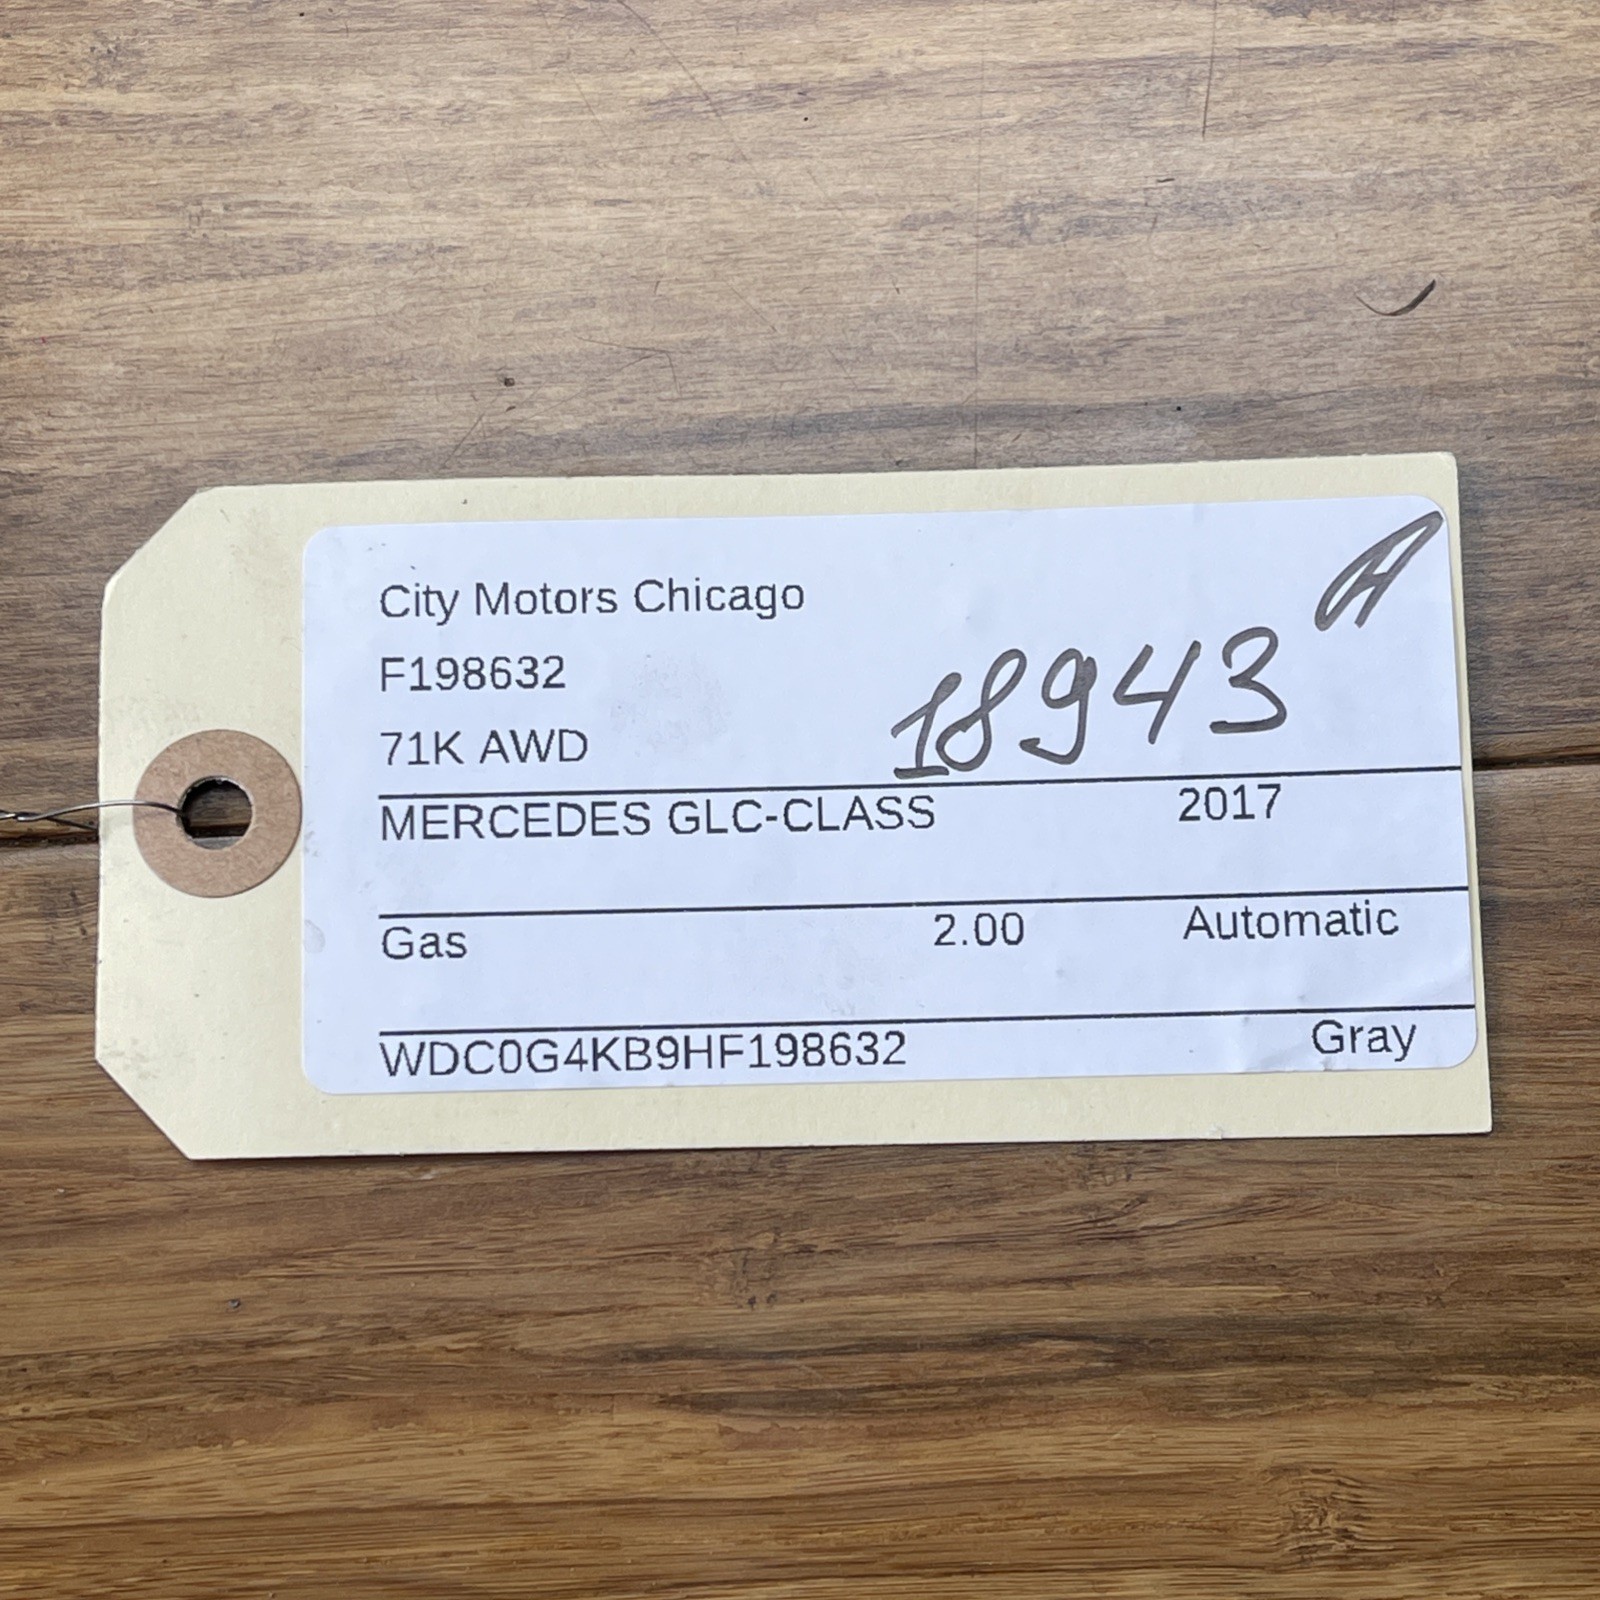 City Motors Chicago
A
F198632
18943
71K AWD
MERCEDES GLC-CLASS 2017
Gas 2.00 Automatic
WDC0G4KB9HF198632 Gray